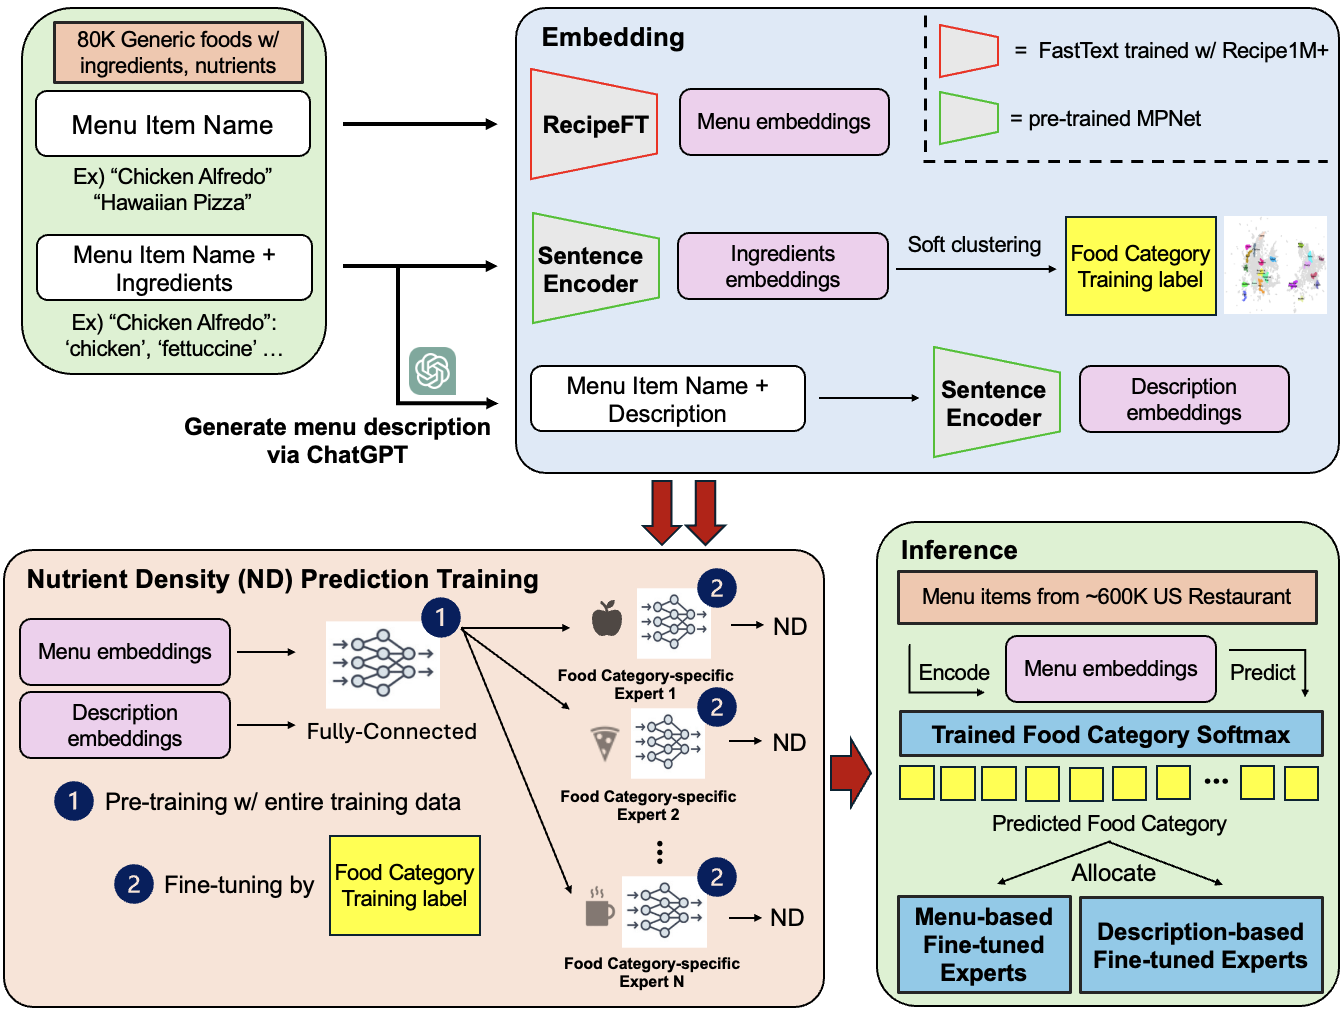 80K Generic foods w/
ingredients, nutrients
Menu Item Name
Ex) “Chicken Alfredo”
“Hawaiian Pizza”
Menu Item Name +
Ingredients
Ex) “Chicken Alfredo”:
‘chicken’, ‘fettuccine’ ...
Generate menu description
via ChatGPT
Embedding
RecipeFT
Menu embeddings
= FastText trained w/ Recipe1M+
= pre-trained MPNet
Sentence
Encoder
Ingredients
embeddings
Soft clustering
Food Category
Training label
Menu Item Name +
Description
Sentence
Encoder
Description
embeddings
Nutrient Density (ND) Prediction Training
Menu embeddings
Description
embeddings
1
Fully-Connected
2
ND
Food Category-specific
Expert 1
2
ND
Food Category-specific
Expert 2
2
ND
Food Category-specific
Expert N
1 Pre-training w/ entire training data
2 Fine-tuning by
Food Category
Training label
Inference
Menu items from ~600K US Restaurant
Encode
Menu embeddings
Predict
Trained Food Category Softmax
Predicted Food Category
Allocate
Menu-based
Fine-tuned
Experts
Description-based
Fine-tuned Experts